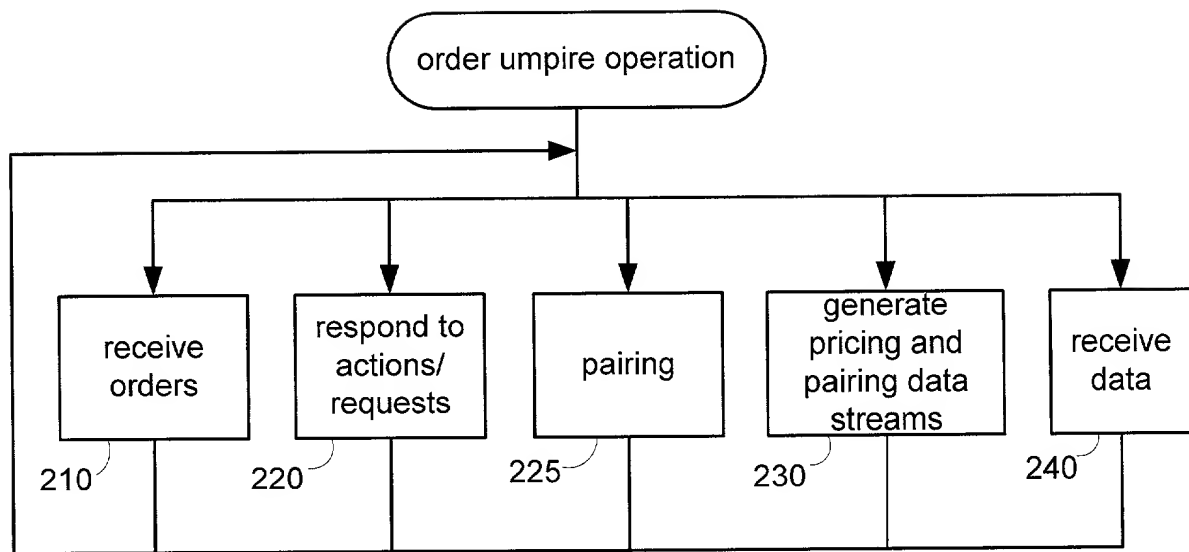 order umpire operation
receive
orders
respond to
actions/
requests
pairing
generate
pricing and
pairing data
streams
receive
data
210
220
225
230
240